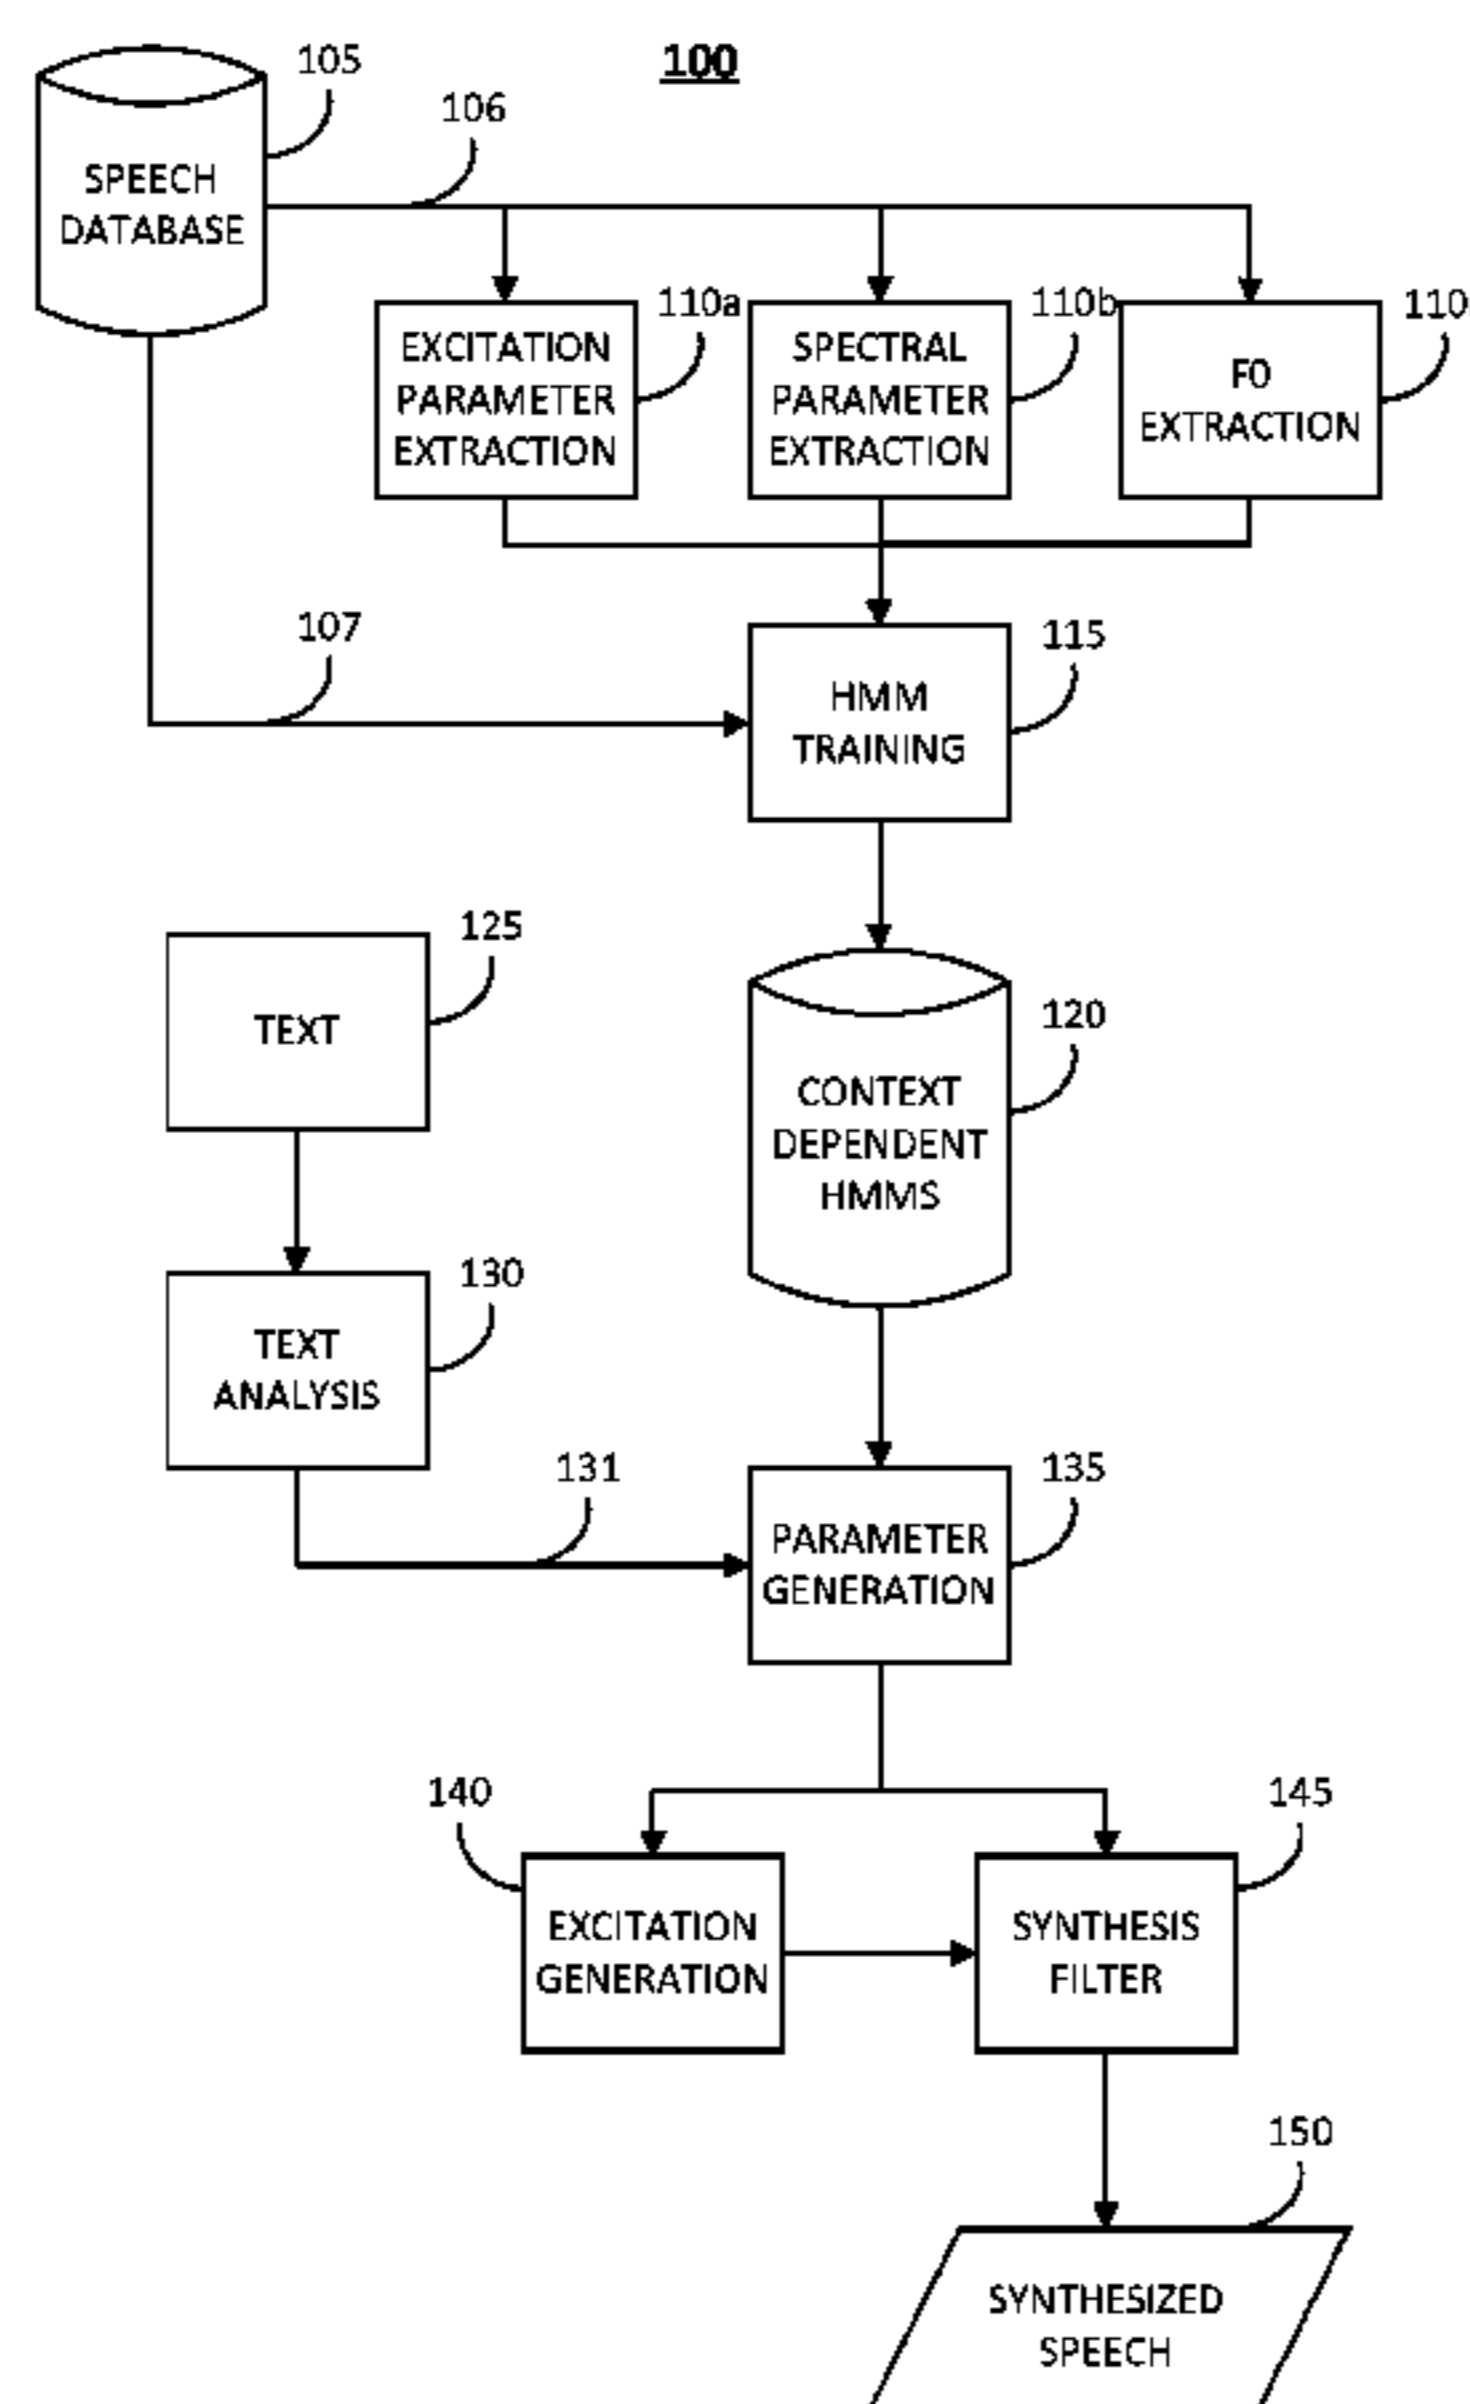 100
105
106
SPEECH
DATABASE
110a
110b
110
EXCITATION
PARAMETER
EXTRACTION
SPECTRAL
PARAMETER
EXTRACTION
F0
EXTRACTION
107
115
HMM
TRAINING
125
TEXT
120
CONTEXT
DEPENDENT
HMMS
130
TEXT
ANALYSIS
131
135
PARAMETER
GENERATION
140
145
EXCITATION
GENERATION
SYNTHESIS
FILTER
150
SYNTHESIZED
SPEECH